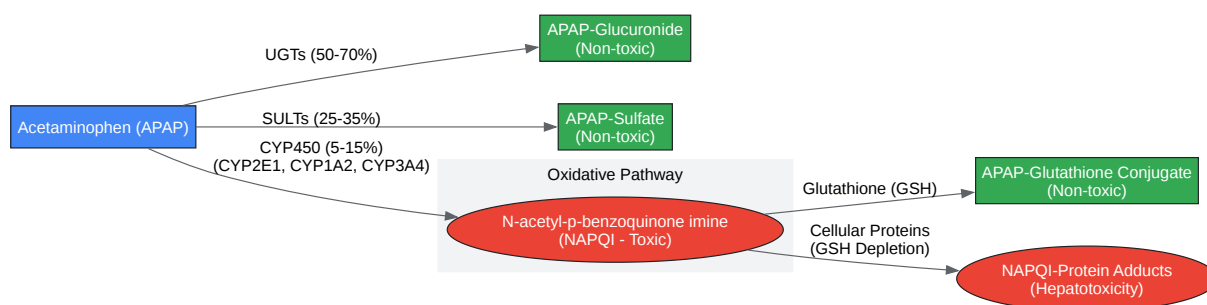 APAP-Glucuronide
(Non-toxic)
UGTs (50-70%)
Acetaminophen (APAP)
SULTs (25-35%)
APAP-Sulfate
(Non-toxic)
CYP450 (5-15%)
(CYP2E1, CYP1A2, CYP3A4)
Oxidative Pathway
N-acetyl-p-benzoquinone imine
(NAPQI - Toxic)
Glutathione (GSH)
APAP-Glutathione Conjugate
(Non-toxic)
Cellular Proteins
(GSH Depletion)
NAPQI-Protein Adducts
(Hepatotoxicity)